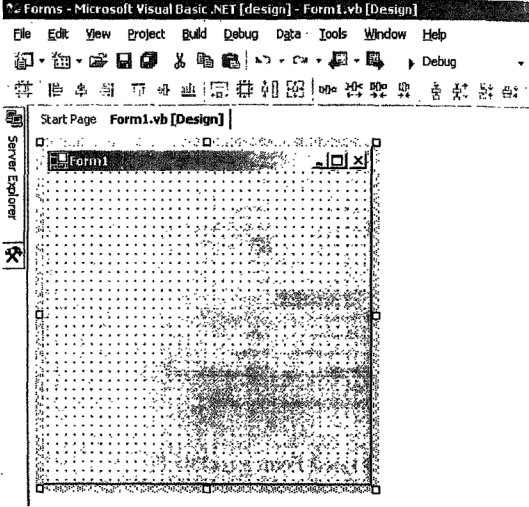 Forms - Microsoft Visual Basic .NET [design] - Form1.vb [Design]
File Edit View Project Build Debug Data Tools Window Help
Debug
Start Page Form1.vb [Design]
Server Explorer
Form1